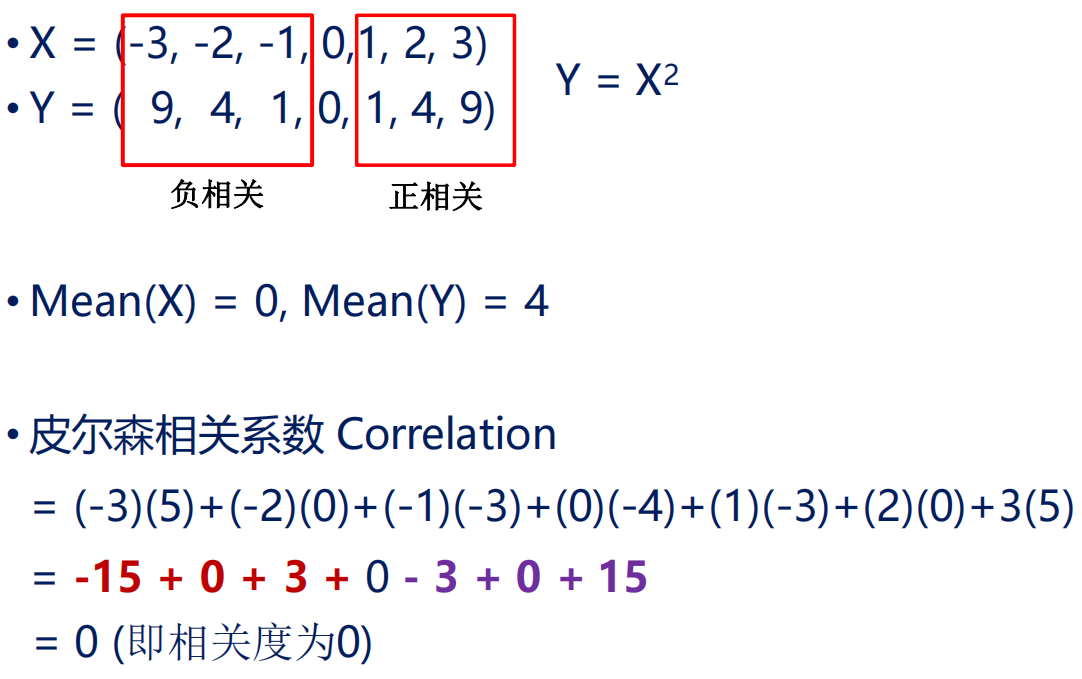 • X = (-3, -2, -1, 0,1, 2, 3)
• Y = ( 9, 4, 1, 0, 1, 4, 9)
Y = X²
负相关 正相关
• Mean(X) = 0, Mean(Y) = 4
• 皮尔森相关系数 Correlation
= (-3)(5)+(-2)(0)+(-1)(-3)+(0)(-4)+(1)(-3)+(2)(0)+3(5)
= -15 + 0 + 3 + 0 - 3 + 0 + 15
= 0 (即相关度为0)